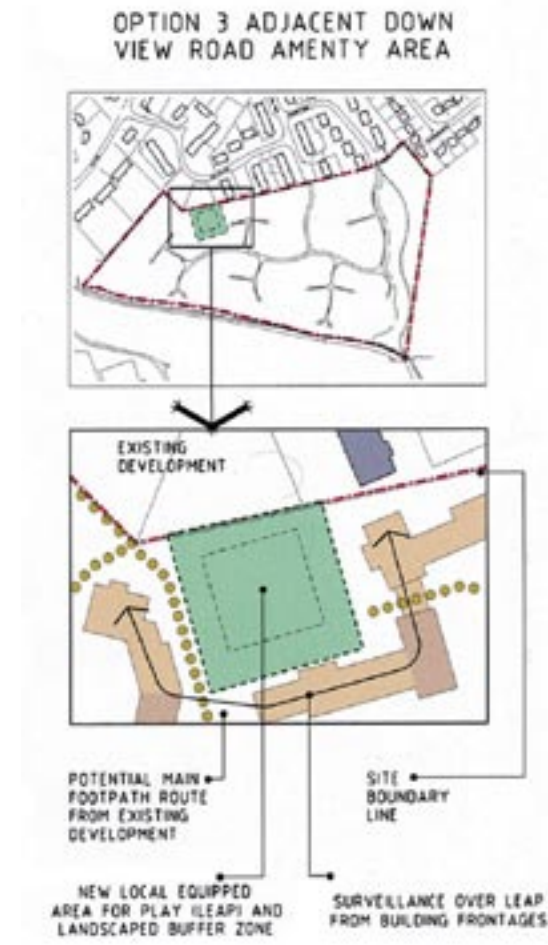 OPTION 3 ADJACENT DOWN
VIEW ROAD AMENTY AREA
EXISTING
DEVELOPMENT
POTENTIAL MAIN
FOOTPATH ROUTE
FROM EXISTING
DEVELOPMENT
SITE
BOUNDARY
LINE
NEW LOCAL EQUIPPED
AREA FOR PLAY (LEAP) AND
LANDSCAPED BUFFER ZONE
SURVEILLANCE OVER LEAP
FROM BUILDING FRONTAGES